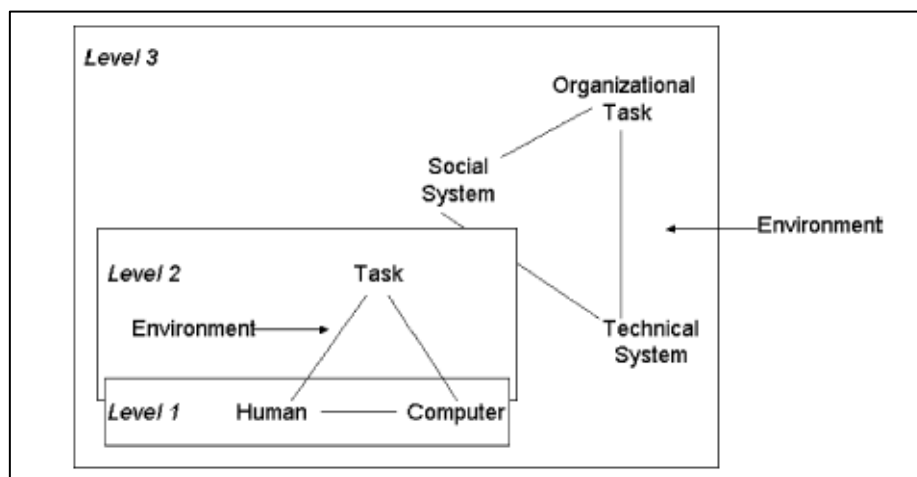 Level 3
Organizational
Task
Social
System
Environment
Level 2
Task
Environment
Technical
System
Level 1
Human
Computer